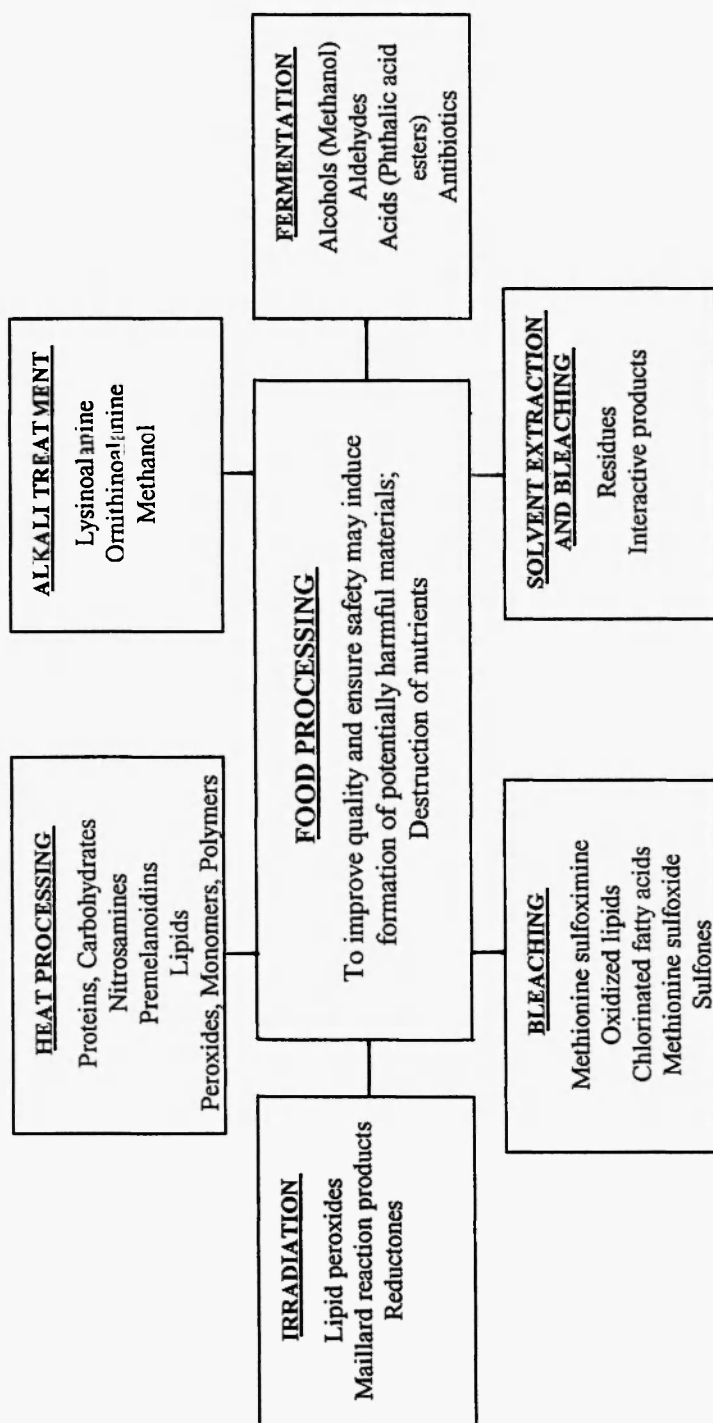 HEAT PROCESSING
Proteins, Carbohydrates
Nitrosamines
Premelanoidins
Lipids
Peroxides, Monomers, Polymers
ALKALI TREATMENT
Lysinoalanine
Ornithinoalanine
Methanol
IRRADIATION
Lipid peroxides
Maillard reaction products
Reductones
FOOD PROCESSING
To improve quality and ensure safety may induce
formation of potentially harmful materials;
Destruction of nutrients
FERMENTATION
Alcohols (Methanol)
Aldehydes
Acids (Phthalic acid
esters)
Antibiotics
BLEACHING
Methionine sulfoximine
Oxidized lipids
Chlorinated fatty acids
Methionine sulfoxide
Sulfones
SOLVENT EXTRACTION
AND BLEACHING
Residues
Interactive products